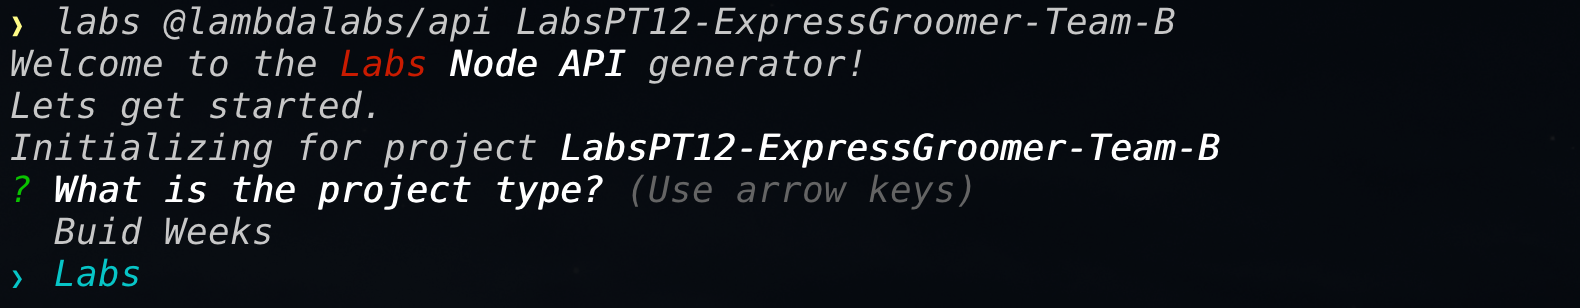 ❯ labs @lambdalabs/api LabsPT12-ExpressGroomer-Team-B
Welcome to the Labs Node API generator!
Lets get started.
Initializing for project LabsPT12-ExpressGroomer-Team-B
? What is the project type? (Use arrow keys)
Buid Weeks
❯ Labs